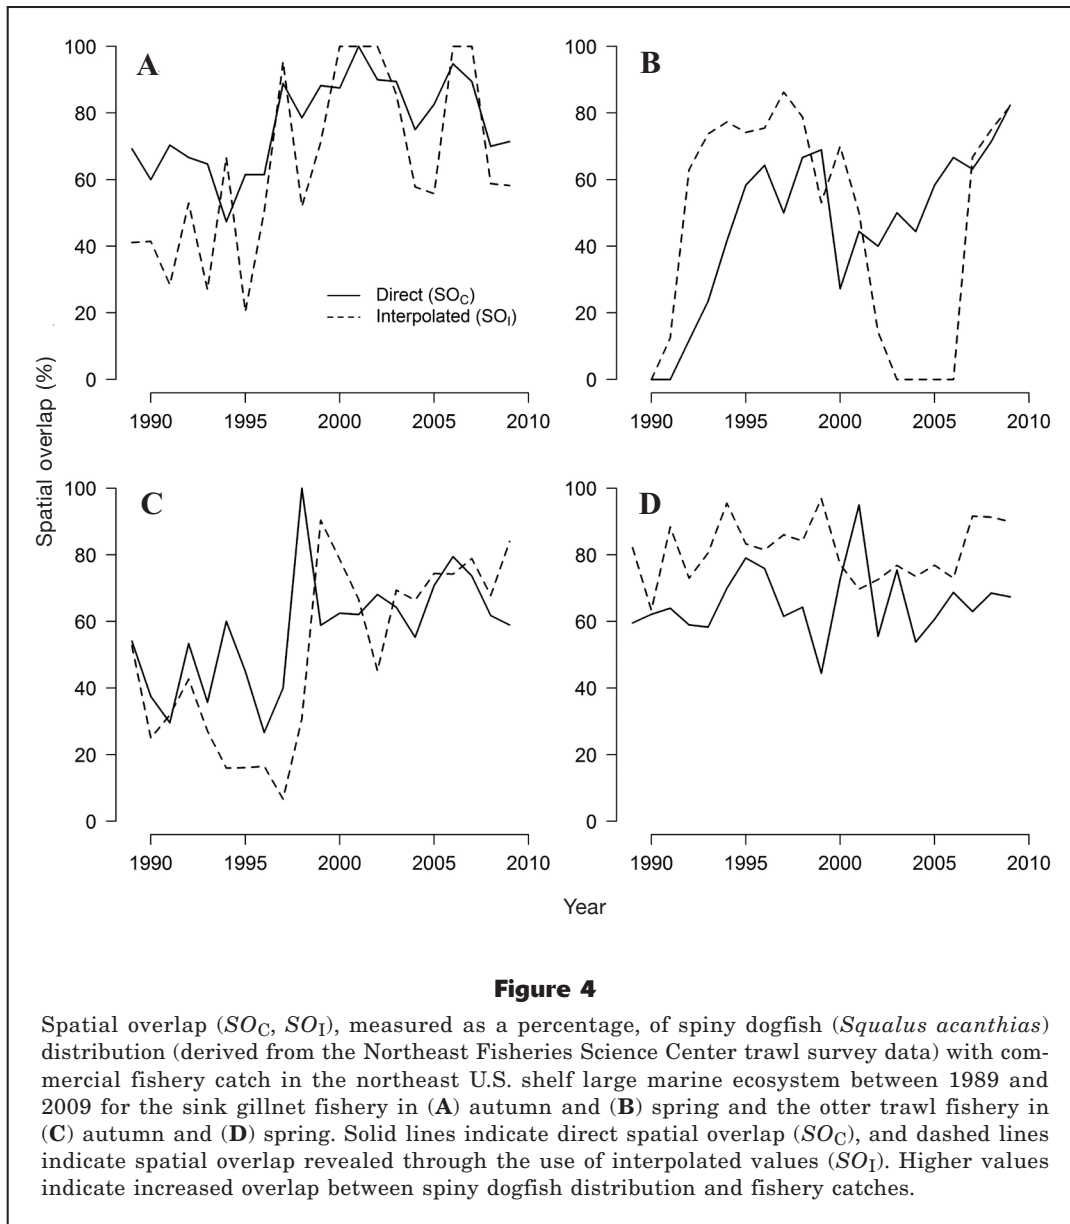 A
100
80
60
40
20
0
Direct (SOC)
Interpolated (SOI)
1990 1995 2000 2005 2010
B
100
80
60
40
20
0
1990 1995 2000 2005 2010
Spatial overlap (%)
C
100
80
60
40
20
0
1990 1995 2000 2005 2010
D
100
80
60
40
20
0
1990 1995 2000 2005 2010
Year
Figure 4
Spatial overlap (SOC, SOI), measured as a percentage, of spiny dogfish (Squalus acanthias)
distribution (derived from the Northeast Fisheries Science Center trawl survey data) with com-
mercial fishery catch in the northeast U.S. shelf large marine ecosystem between 1989 and
2009 for the sink gillnet fishery in (A) autumn and (B) spring and the otter trawl fishery in
(C) autumn and (D) spring. Solid lines indicate direct spatial overlap (SOC), and dashed lines
indicate spatial overlap revealed through the use of interpolated values (SOI). Higher values
indicate increased overlap between spiny dogfish distribution and fishery catches.